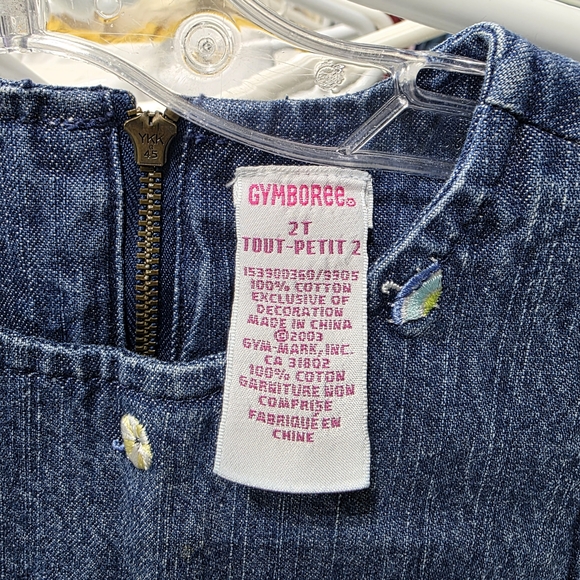 YKK
45
GYMBOREE
2T
TOUT-PETIT 2
153900360/9905
100% COTTON
EXCLUSIVE OF
DECORATION
MADE IN CHINA
©2003
GYM-MARK, INC.
CA 31802
100% COTON
GARNITURE NON
COMPRISE
FABRIQUÉ EN
CHINE